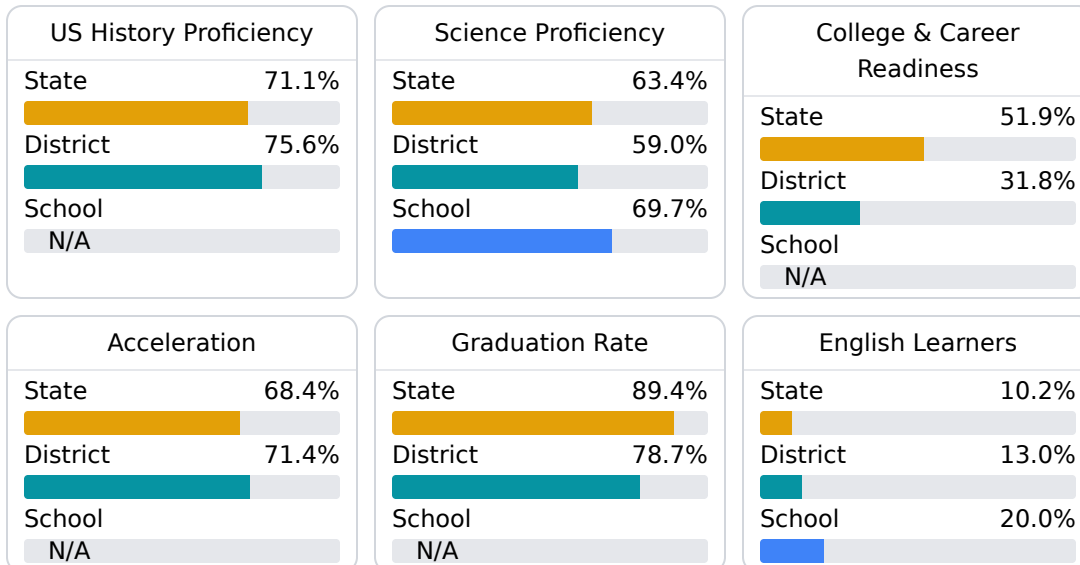 US History Proficiency
State 71.1%
District 75.6%
School
N/A
Science Proficiency
State 63.4%
District 59.0%
School 69.7%
College & Career
Readiness
State 51.9%
District 31.8%
School
N/A
Acceleration
State 68.4%
District 71.4%
School
N/A
Graduation Rate
State 89.4%
District 78.7%
School
N/A
English Learners
State 10.2%
District 13.0%
School 20.0%